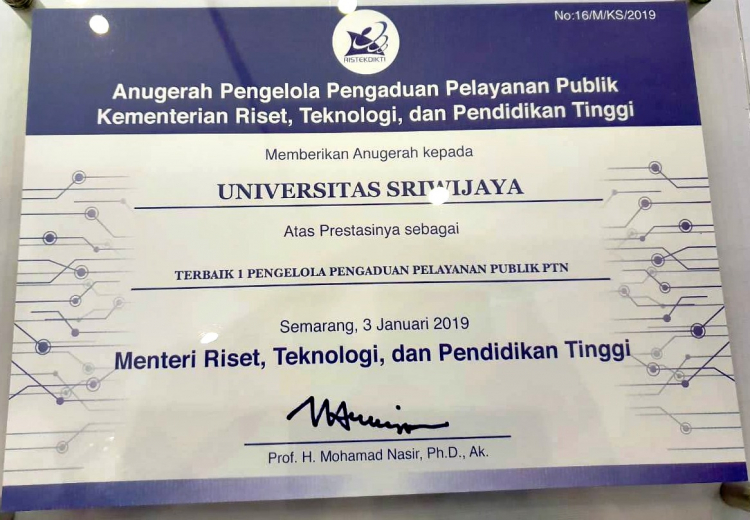 No:16/M/KS/2019
RISTEKDIKTI
Anugerah Pengelola Pengaduan Pelayanan Publik
Kementerian Riset, Teknologi, dan Pendidikan Tinggi
Memberikan Anugerah kepada
UNIVERSITAS SRIWIJAYA
Atas Prestasinya sebagai
TERBAIK 1 PENGELOLA PENGADUAN PELAYANAN PUBLIK PTN
Semarang, 3 Januari 2019
Menteri Riset, Teknologi, dan Pendidikan Tinggi
Prof. H. Mohamad Nasir, Ph.D., Ak.